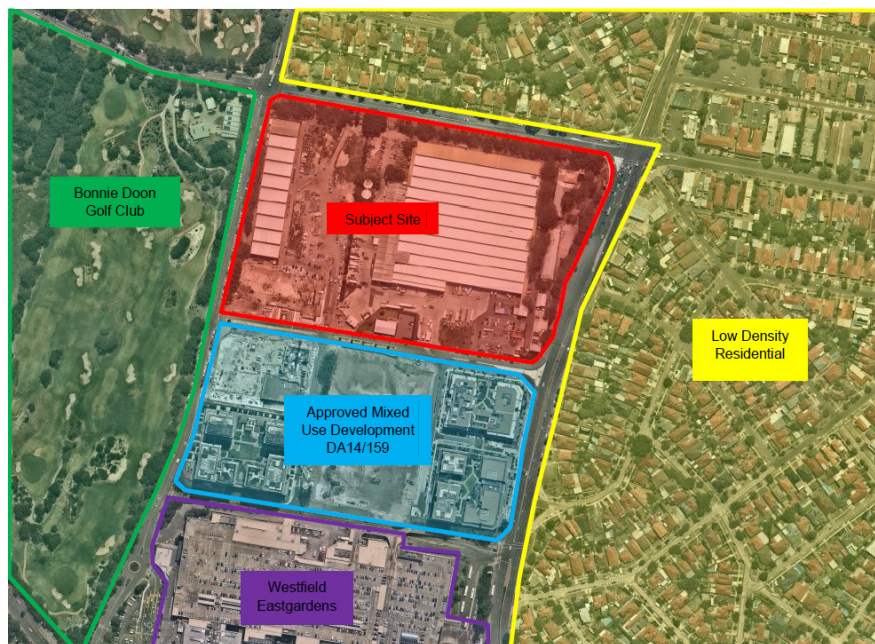 Bonnie Doon
Golf Club
Subject Site
Low Density
Residential
Approved Mixed
Use Development
DA14/159
Westfield
Eastgardens